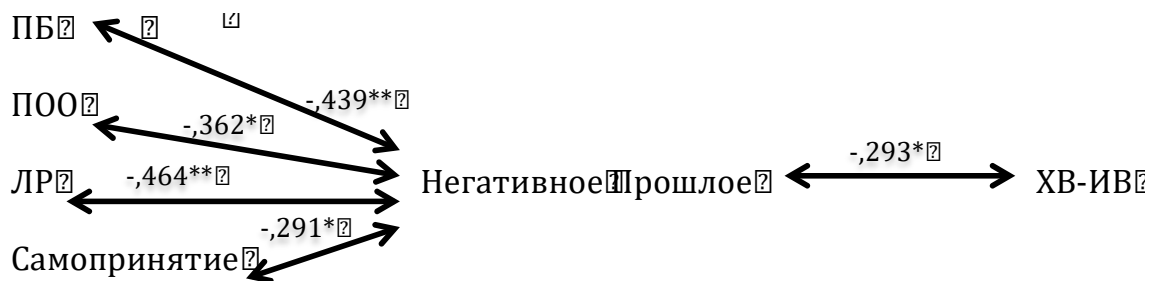 ПБ
-,439**
ПОО
-,362*
-,293*
ЛР
-,464**
Негативное Прошлое
ХВ-ИВ
-,291*
Самопринятие